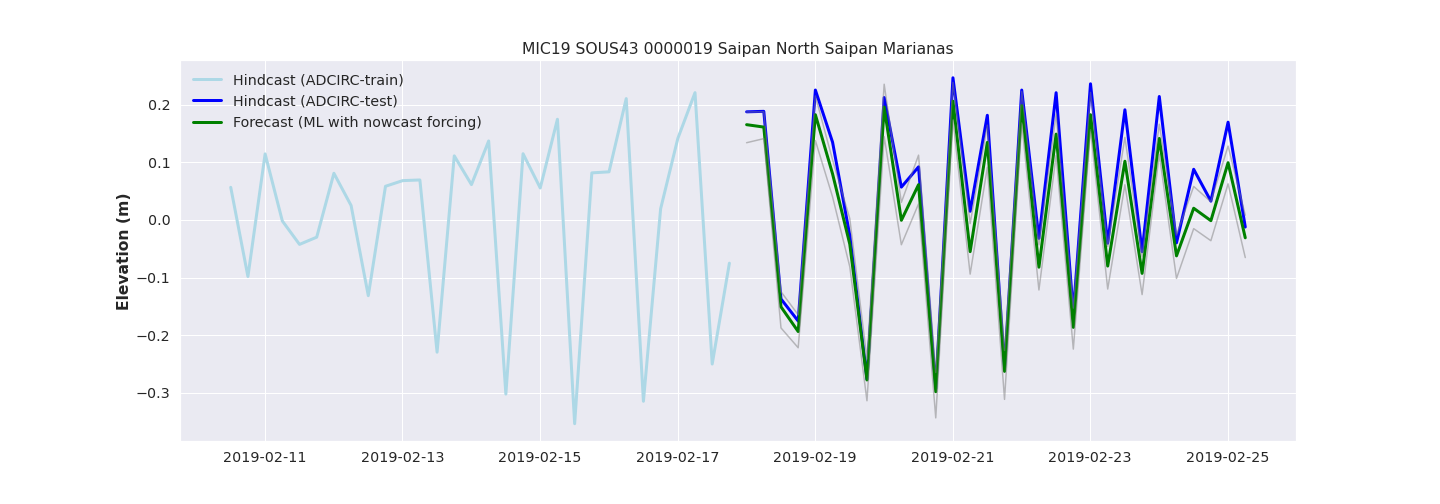 MIC19 SOUS43 0000019 Saipan North Saipan Marianas
Hindcast (ADCIRC-train)
Hindcast (ADCIRC-test)
Forecast (ML with nowcast forcing)
Elevation (m)
0.2
0.1
0.0
−0.1
−0.2
−0.3
2019-02-11 2019-02-13 2019-02-15 2019-02-17 2019-02-19 2019-02-21 2019-02-23 2019-02-25